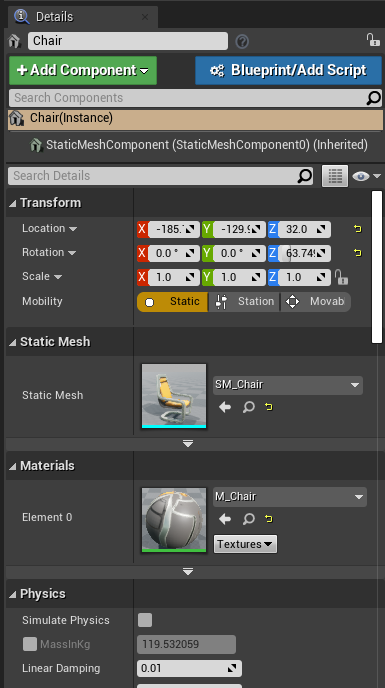 Details
Chair
+ Add Component
Blueprint/Add Script
Search Components
Chair(Instance)
StaticMeshComponent (StaticMeshComponent0) (Inherited)
Search Details
Transform
Location X -185. Y -129. Z 32.0
Rotation X 0.0 ° Y 0.0 ° Z 63.749
Scale X 1.0 Y 1.0 Z 1.0
Mobility Static Station Movab
Static Mesh
SM_Chair
Static Mesh
Materials
M_Chair
Element 0
Textures
Physics
Simulate Physics
MassInKg 119.532059
Linear Damping 0.01